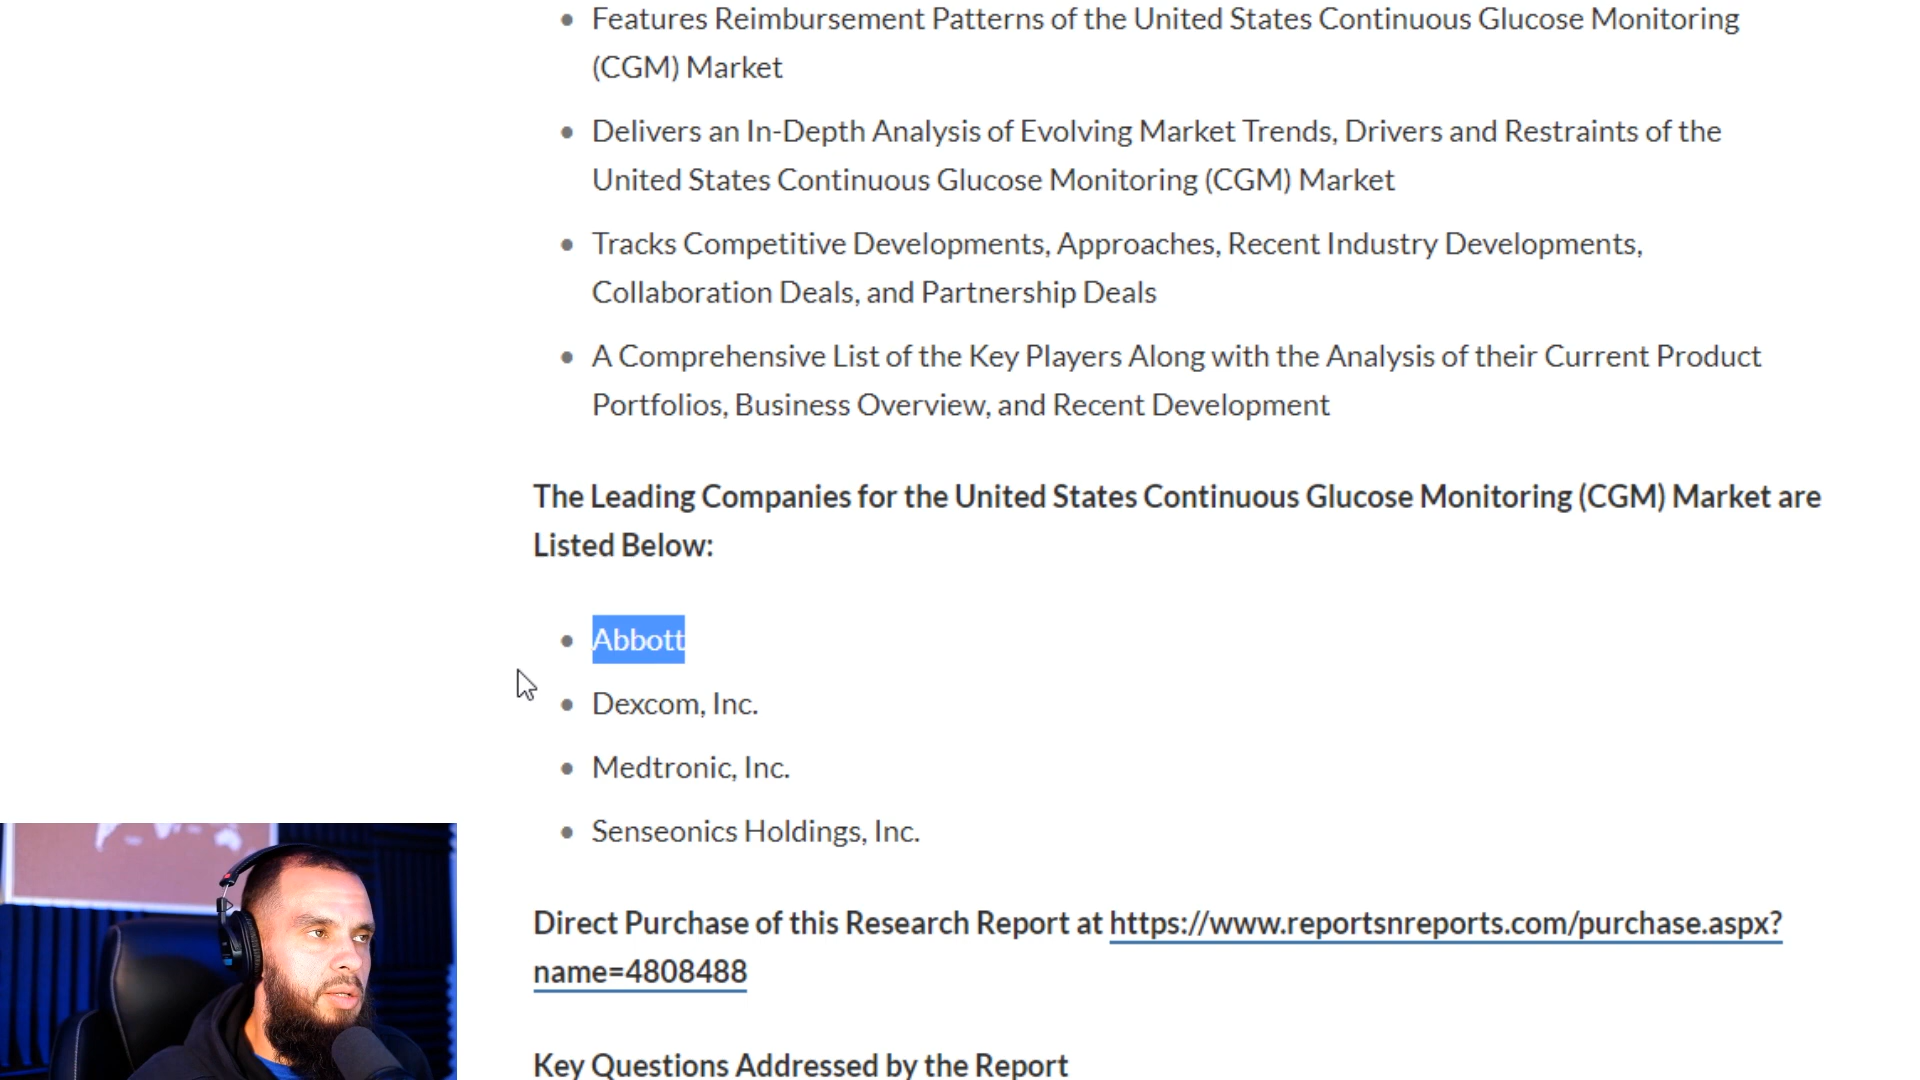 Features Reimbursement Patterns of the United States Continuous Glucose Monitoring
(CGM) Market
Delivers an In-Depth Analysis of Evolving Market Trends, Drivers and Restraints of the
United States Continuous Glucose Monitoring (CGM) Market
Tracks Competitive Developments, Approaches, Recent Industry Developments,
Collaboration Deals, and Partnership Deals
A Comprehensive List of the Key Players Along with the Analysis of their Current Product
Portfolios, Business Overview, and Recent Development
The Leading Companies for the United States Continuous Glucose Monitoring (CGM) Market are
Listed Below:
Abbott
Dexcom, Inc.
Medtronic, Inc.
Senseonics Holdings, Inc.
Direct Purchase of this Research Report at https://www.reportsnreports.com/purchase.aspx?
name=4808488
Key Questions Addressed by the Report